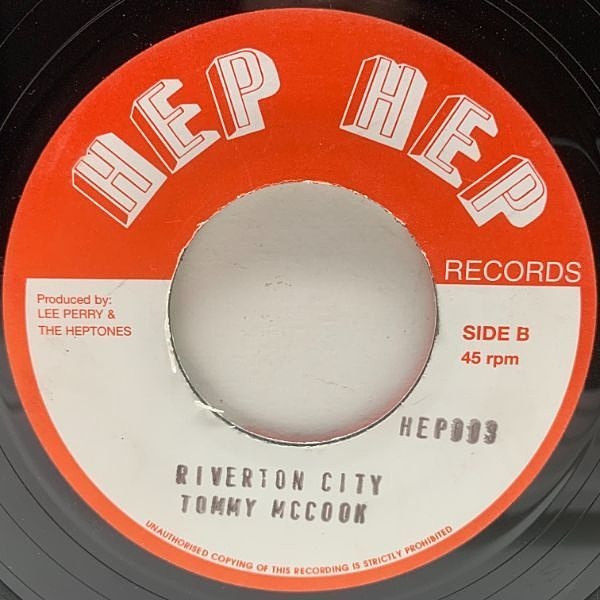 HEP HEP
RECORDS
Produced by:
LEE PERRY &
THE HEPTONES
SIDE B
45 rpm
HEP003
RIVERTON CITY
TOMMY MCCOOK
UNAUTHORISED COPYING OF THIS RECORDING IS STRICTLY PROHIBITED